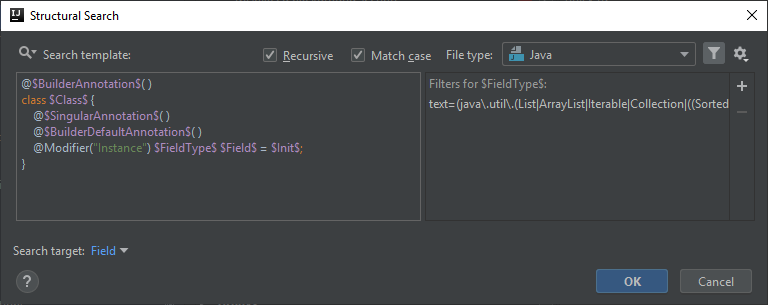 IJ Structural Search
Search template: Recursive Match case File type: Java
@$BuilderAnnotation$( )
class $Class$ {
@$SingularAnnotation$( )
@$BuilderDefaultAnnotation$( )
@Modifier("Instance") $FieldType$ $Field$ = $Init$;
}
Filters for $FieldType$:
text=(java\.util\.(List|ArrayList|Iterable|Collection|((Sorted
Search target: Field
? OK Cancel